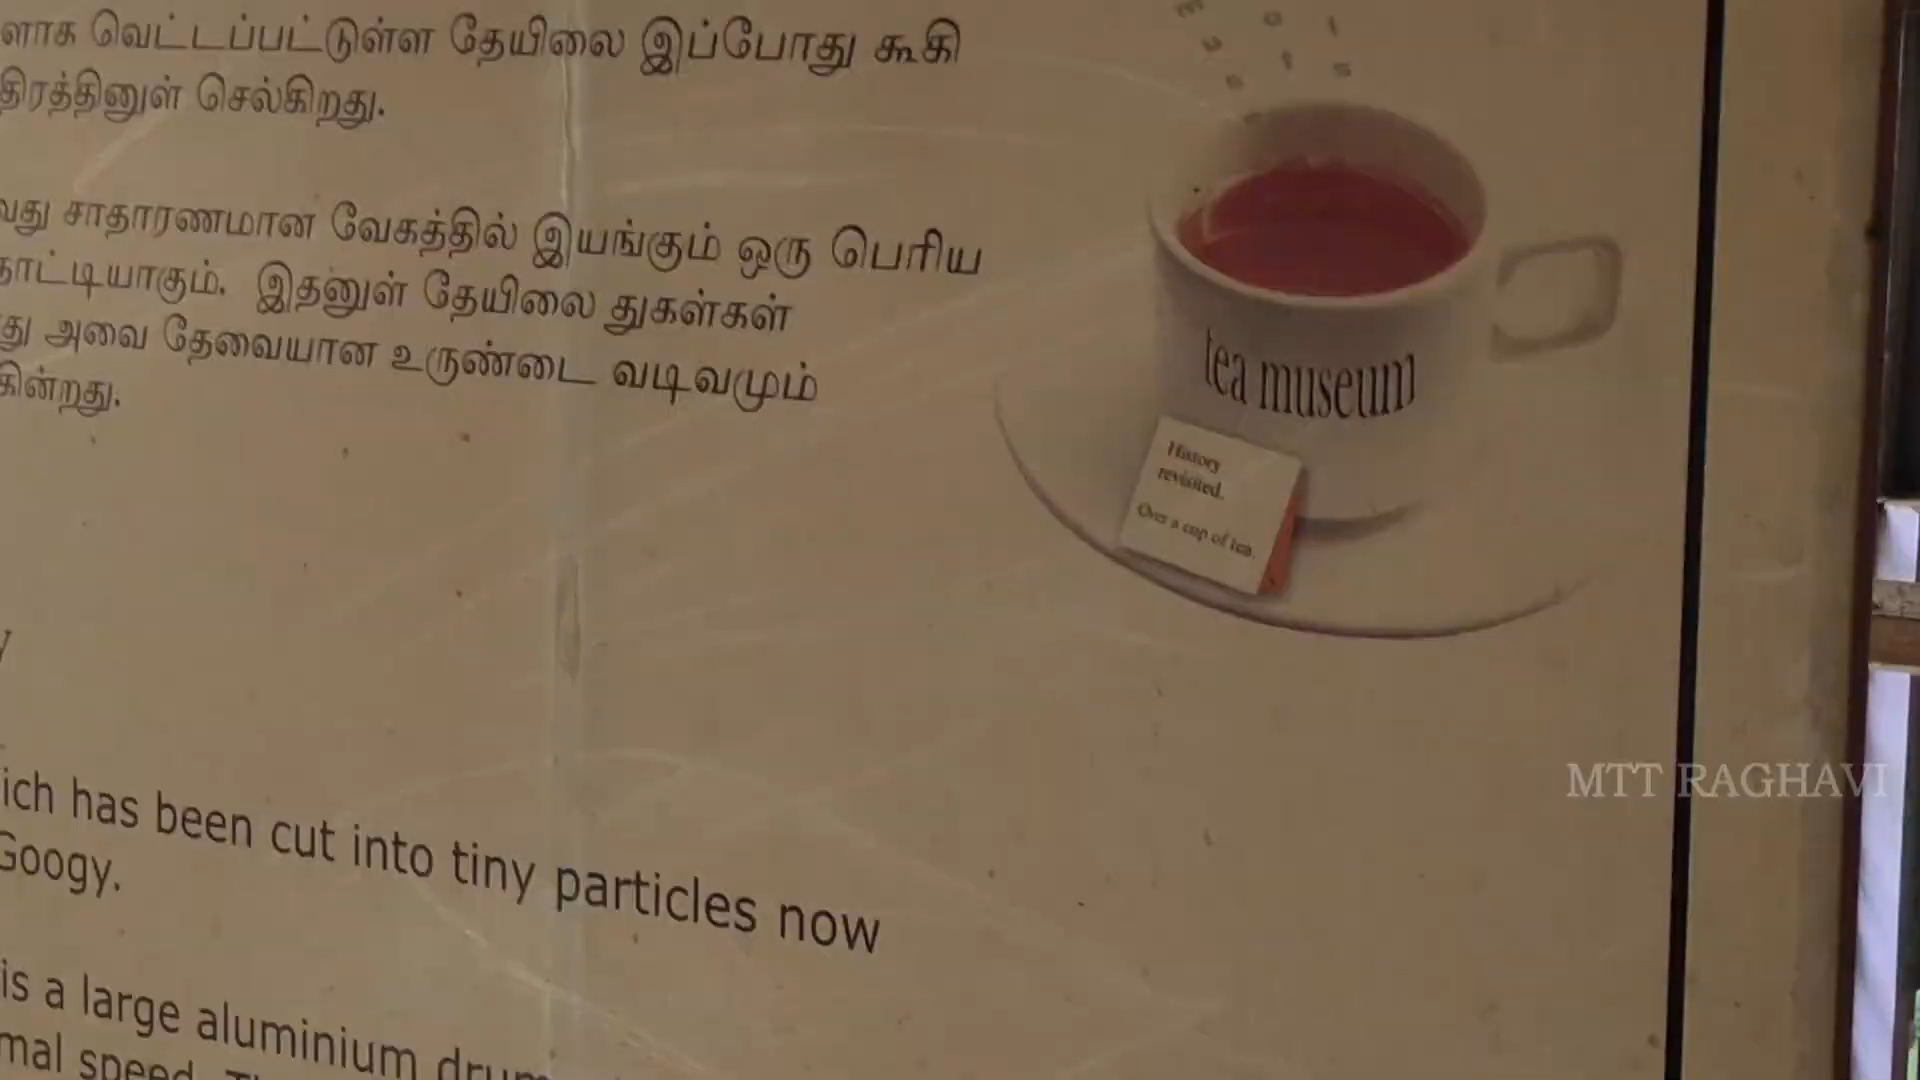 ளாக வெட்டப்பட்டுள்ள தேயிலை இப்போது கூகி
திரத்தினுள் செல்கிறது.
வது சாதாரணமான வேகத்தில் இயங்கும் ஒரு பெரிய
நாட்டியாகும். இதனுள் தேயிலை துகள்கள்
து அவை தேவையான உருண்டை வடிவமும்
கின்றது.
tea museum
History
revisited.
Over a cup of tea.
MTT RAGHAVI
ich has been cut into tiny particles now
Googy.
is a large aluminium drum
mal speed.